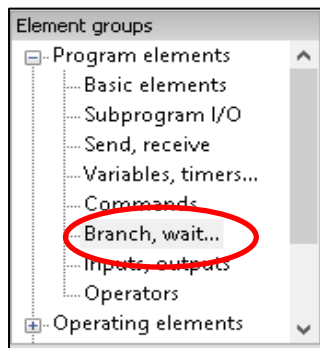 Element groups
Program elements
Basic elements
Subprogram I/O
Send, receive
Variables, timers...
Commands
Branch, wait...
Inputs, outputs
Operators
Operating elements